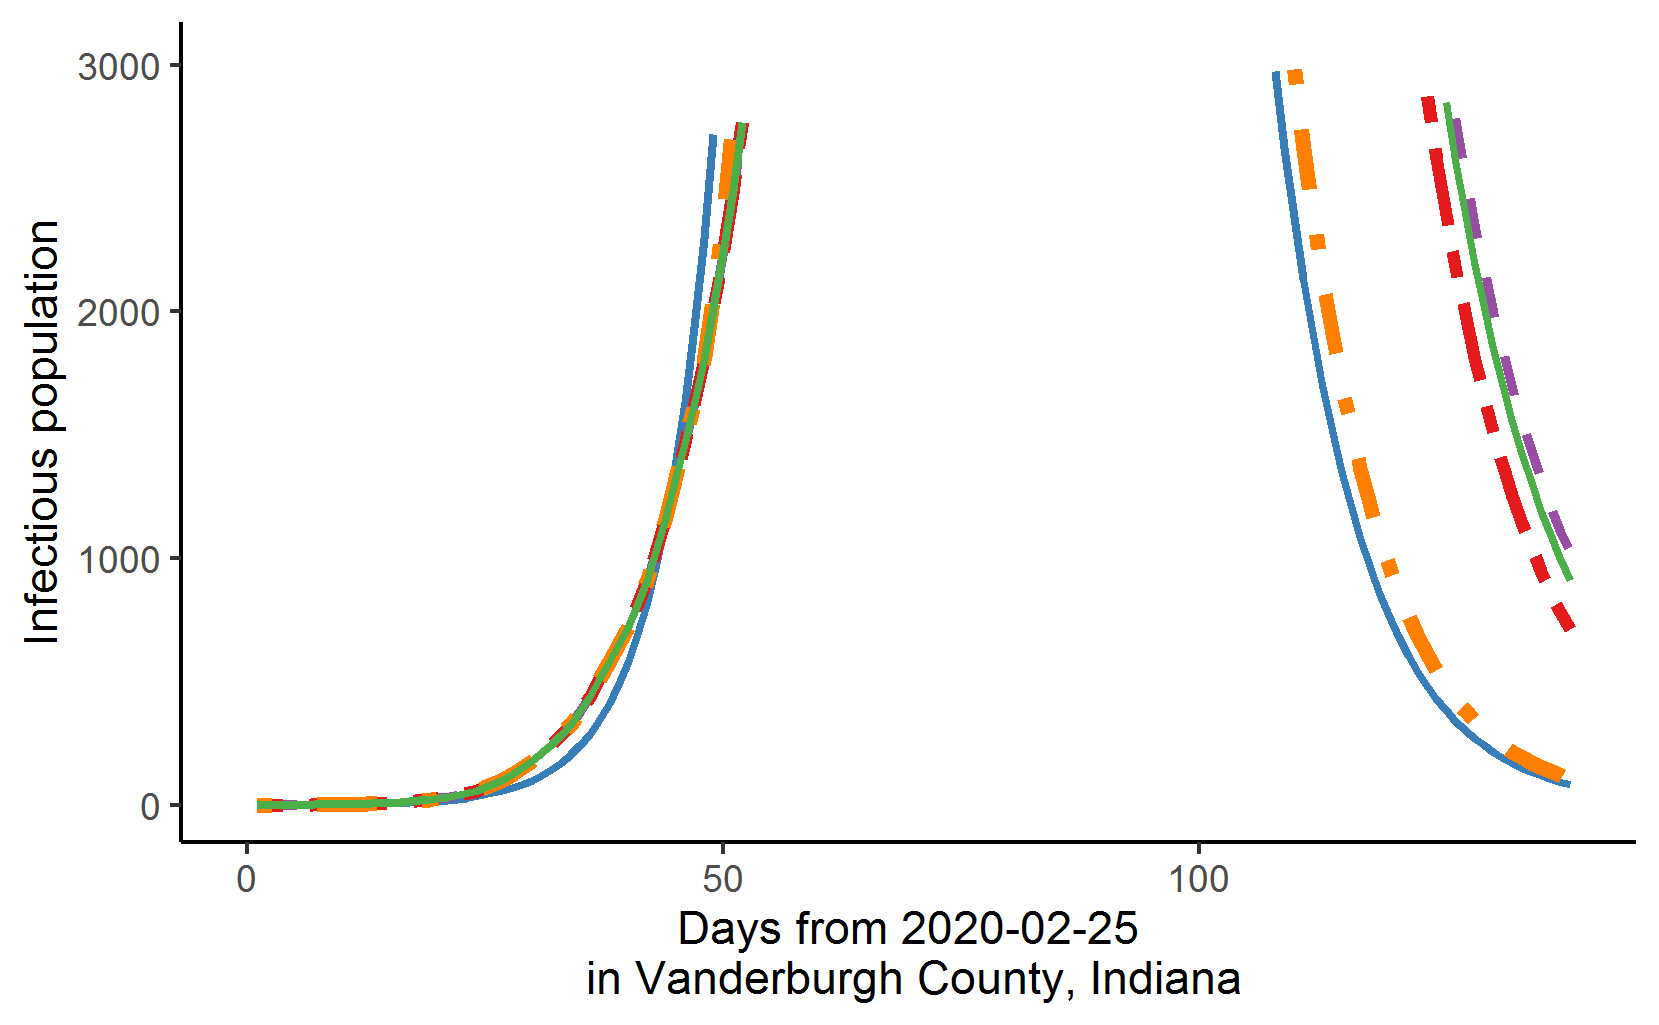 Infectious population
3000
2000
1000
0
0
50
100
Days from 2020-02-25
in Vanderburgh County, Indiana